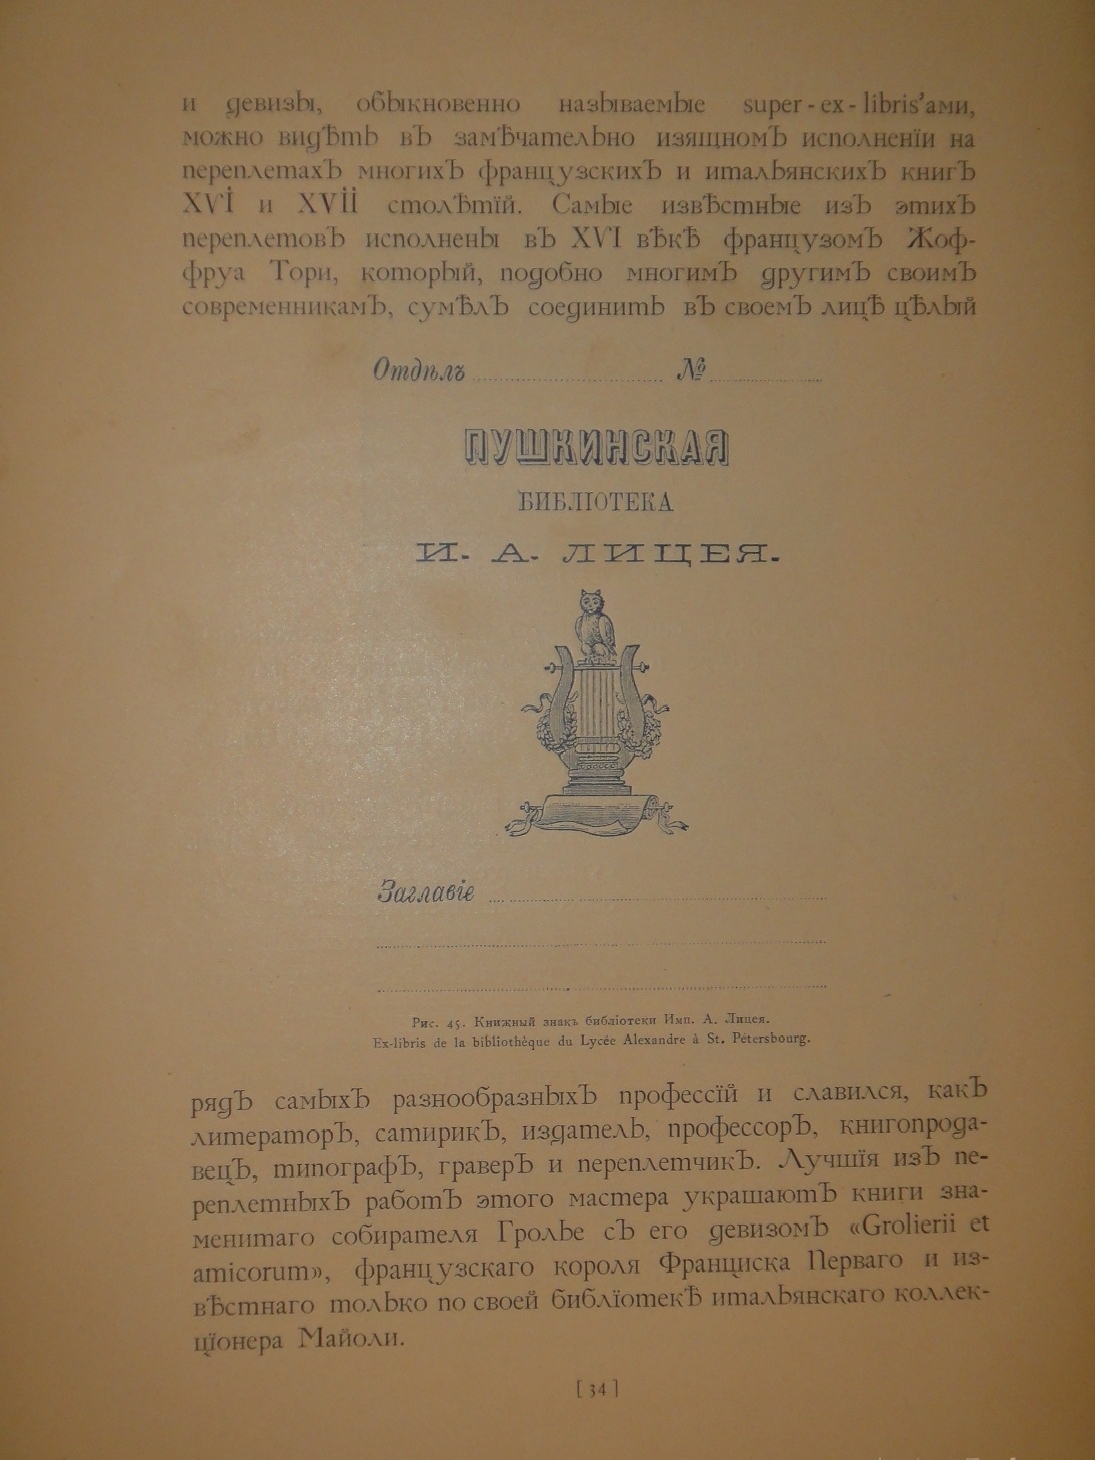 и девизы, обыкновенно называемые super-ex-libris’ами,
можно видѣть въ замѣчательно изящномъ исполненіи на
переплетахъ многихъ французскихъ и итальянскихъ книгъ
XVI и XVII столѣтій. Самые извѣстные изъ этихъ
переплетовъ исполнены въ XVI вѣкѣ французомъ Жоф-
фруа Тори, который, подобно многимъ другимъ своимъ
современникамъ, сумѣлъ соединить въ своемъ лицѣ цѣлый
Отдѣлъ № 
ПУШКИНСКАЯ
БИБЛІОТЕКА
И. А. ЛИЦЕЯ.
Заглавіе
Рис. 45. Книжный знакъ библіотеки Имп. А. Лицея.
Ex-libris de la bibliothèque du Lycée Alexandre à St. Pétersbourg.
рядъ самыхъ разнообразныхъ профессій и славился, какъ
литераторъ, сатирикъ, издатель, профессоръ, книгопрода-
вецъ, типографъ, граверъ и переплетчикъ. Лучшія изъ пе-
реплетныхъ работъ этого мастера украшаютъ книги зна-
менитаго собирателя Гролье съ его девизомъ «Grolierii et
amicorum», французскаго короля Франциска Перваго и из-
вѣстнаго только по своей библіотекѣ итальянскаго коллек-
ціонера Майоли.
[ 34 ]